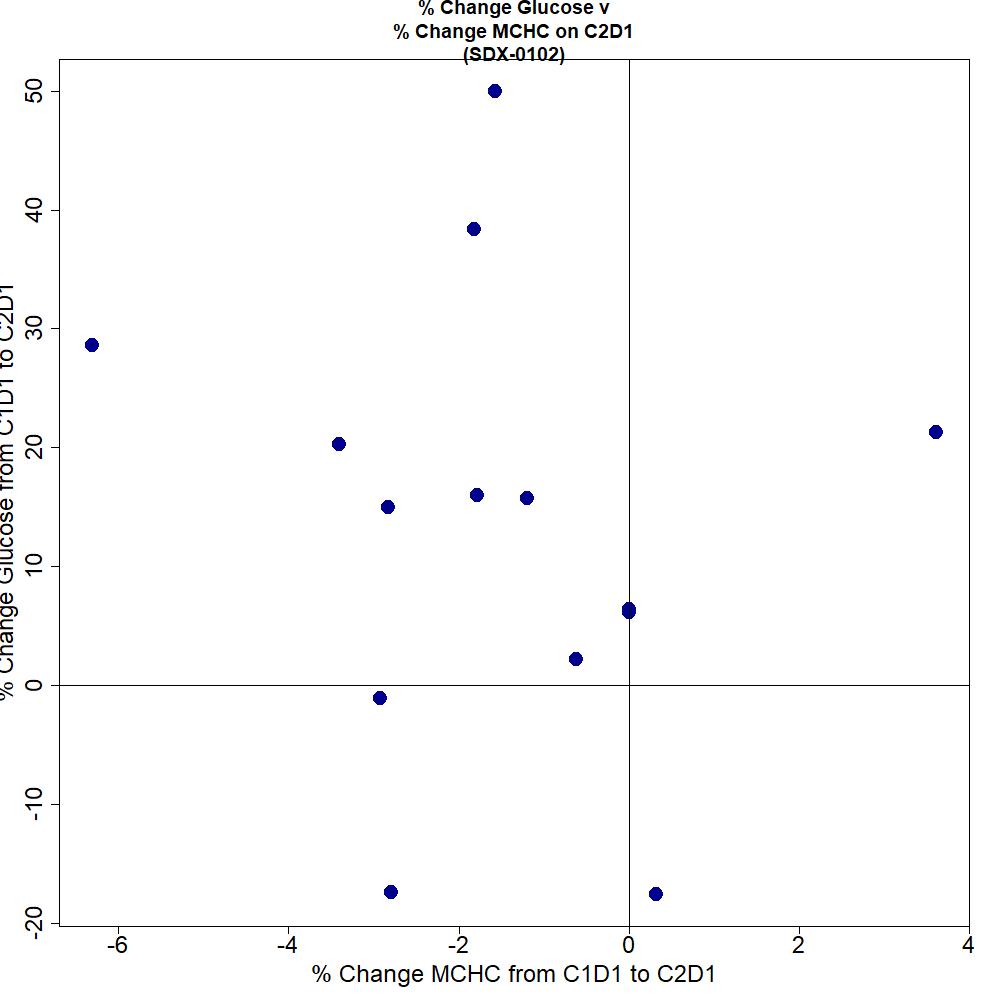 % Change Glucose v
% Change MCHC on C2D1
(SDX-0102)
% Change Glucose from C1D1 to C2D1
50
40
30
20
10
0
-10
-20
-6
-4
-2
0
2
4
% Change MCHC from C1D1 to C2D1